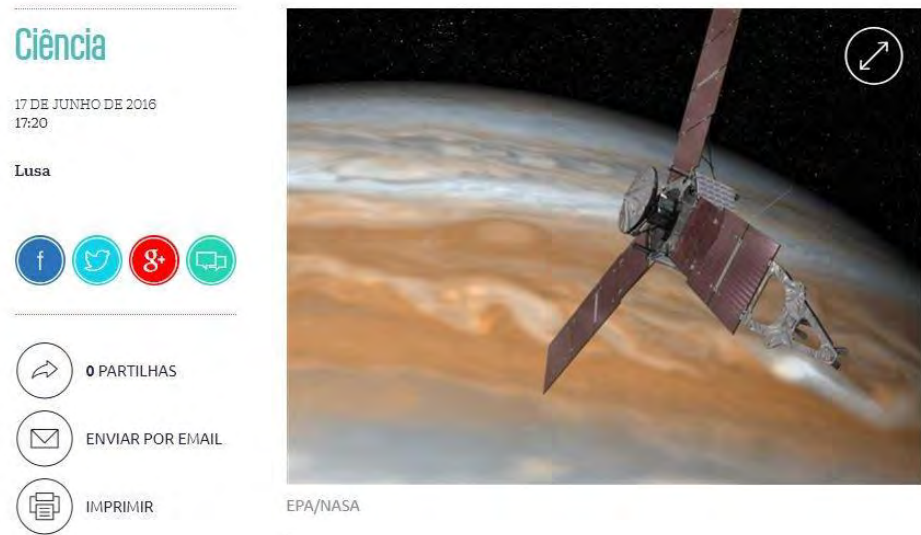 Ciência
17 DE JUNHO DE 2016
17:20
Lusa
f
g+
0 PARTILHAS
ENVIAR POR EMAIL
IMPRIMIR
EPA/NASA